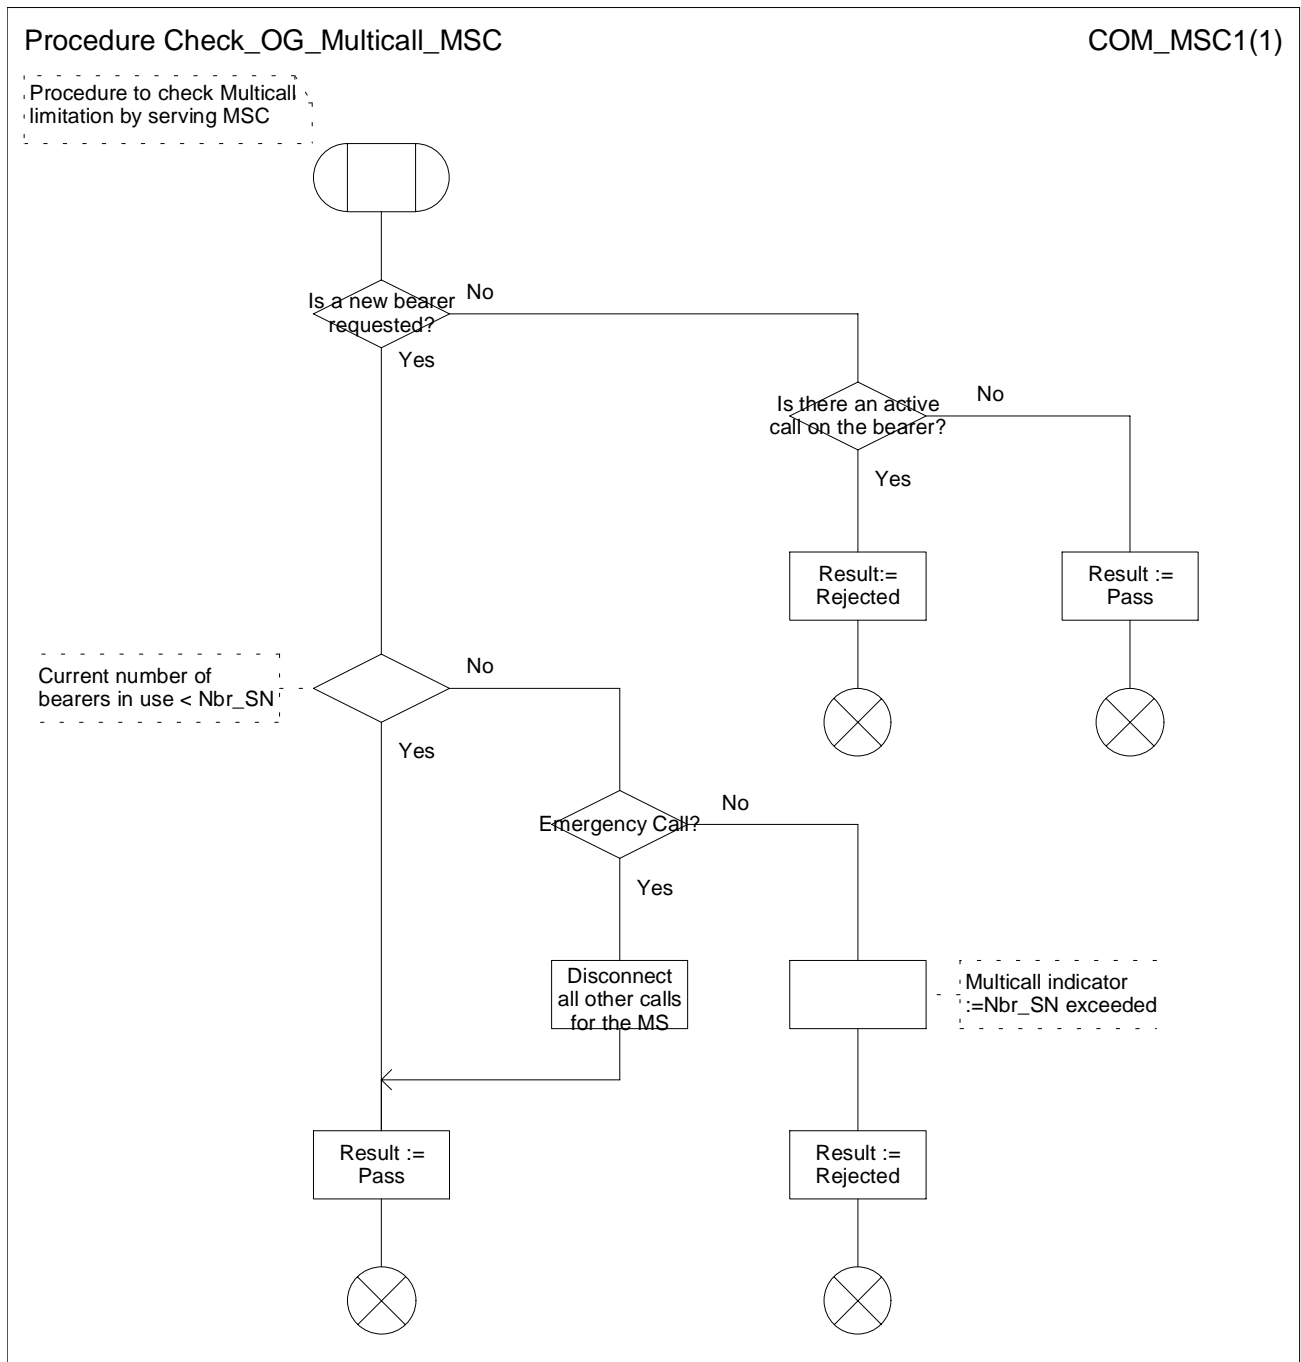 Procedure Check_OG_Multicall_MSC
COM_MSC1(1)
Procedure to check Multicall
limitation by serving MSC
Is a new bearer
requested?
No
Yes
Is there an active
call on the bearer?
No
Yes
Result:=
Rejected
Result :=
Pass
Current number of
bearers in use < Nbr_SN
No
Yes
Emergency Call?
No
Yes
Disconnect
all other calls
for the MS
Multicall indicator
:=Nbr_SN exceeded
Result :=
Pass
Result :=
Rejected